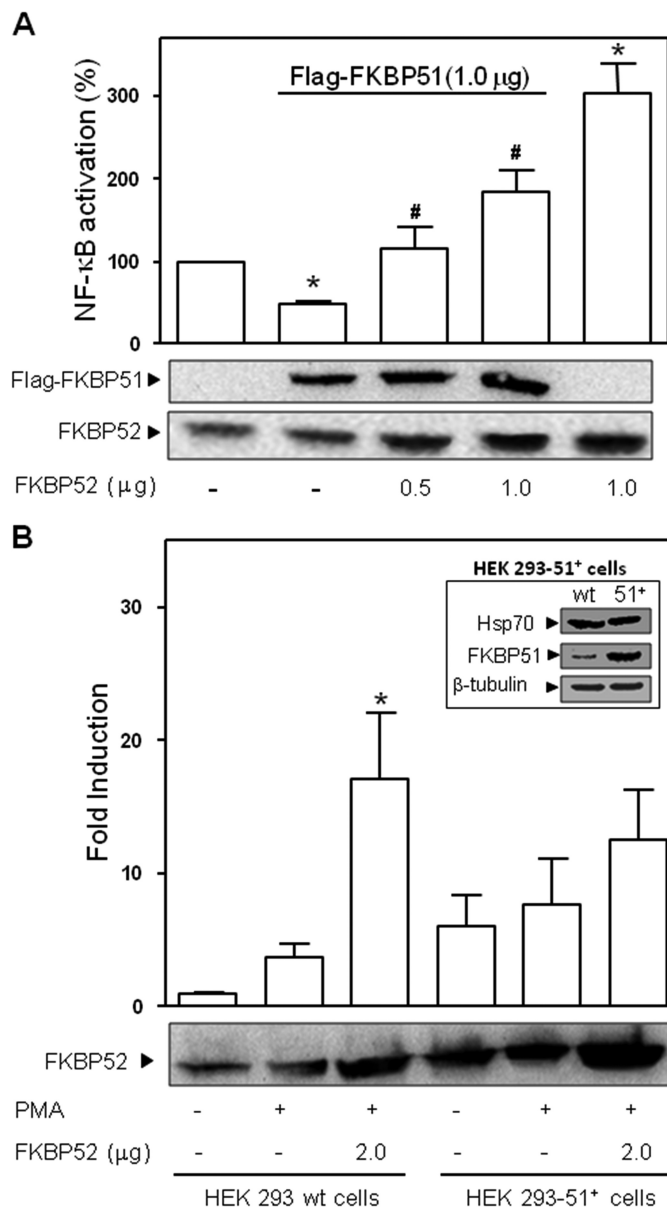 A
NF-κB activation (%)
Flag-FKBP51(1.0 μg)
300
200
100
0
*
#
#
*
Flag-FKBP51
FKBP52
FKBP52 (μg) - - 0.5 1.0 1.0
B
Fold Induction
30
20
10
0
*
HEK 293-51⁺ cells
wt 51⁺
Hsp70
FKBP51
β-tubulin
FKBP52
PMA - + + - + +
FKBP52 (μg) - - 2.0 - - 2.0
HEK 293 wt cells HEK 293-51⁺ cells